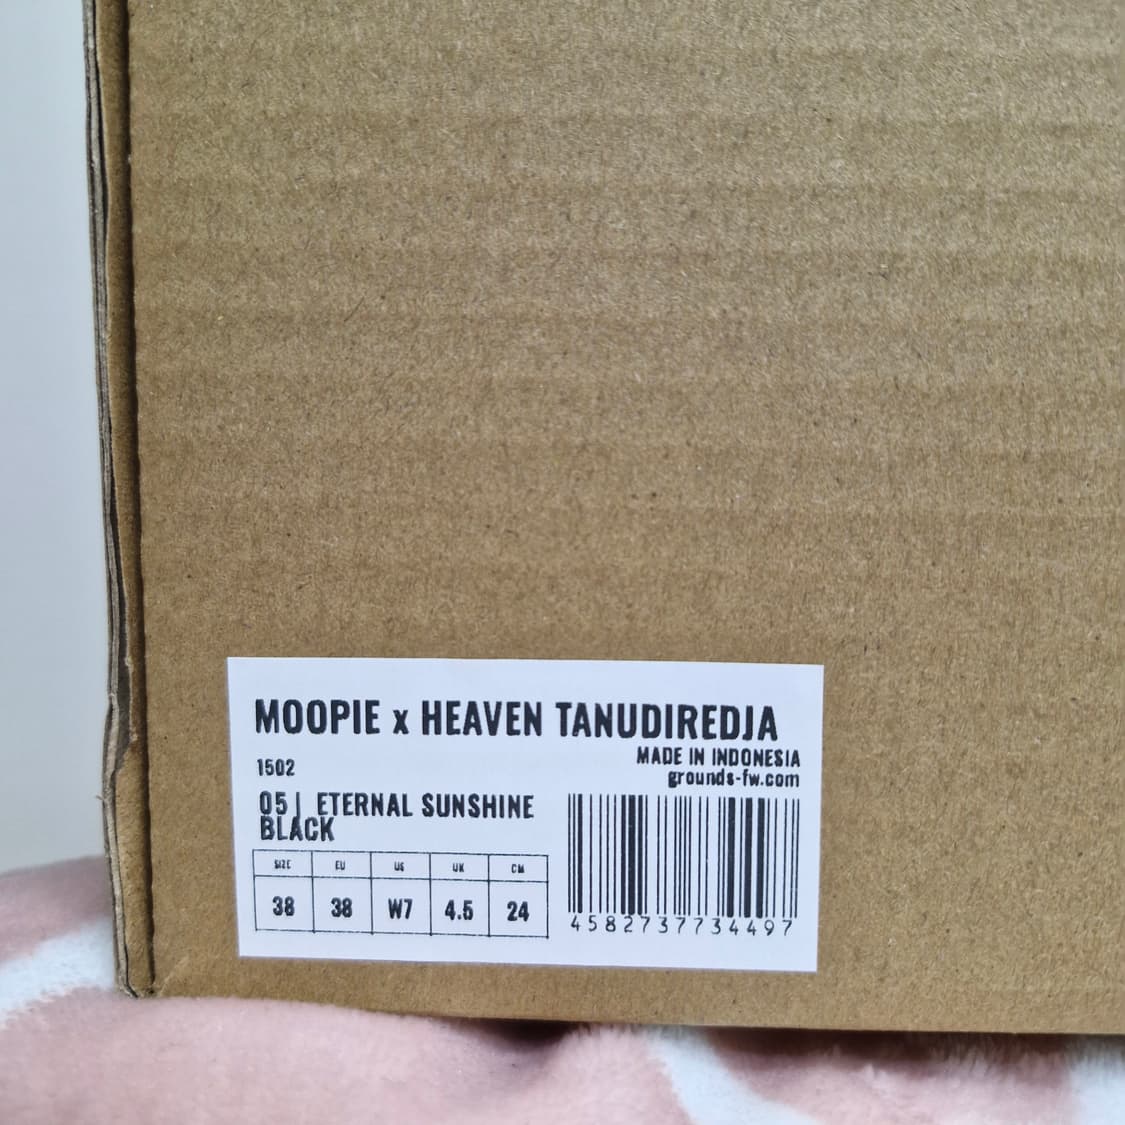 MOOPIE x HEAVEN TANUDIREDJA
MADE IN INDONESIA
1502
grounds-fw.com
05| ETERNAL SUNSHINE
BLACK
SIZE EU US UK CM
38 38 W7 4.5 24
4582737734497